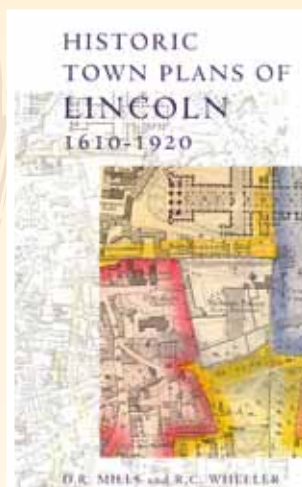 HISTORIC
TOWN PLANS OF
LINCOLN
1610-1920
D.R. MILLS and R.C. WHEELER